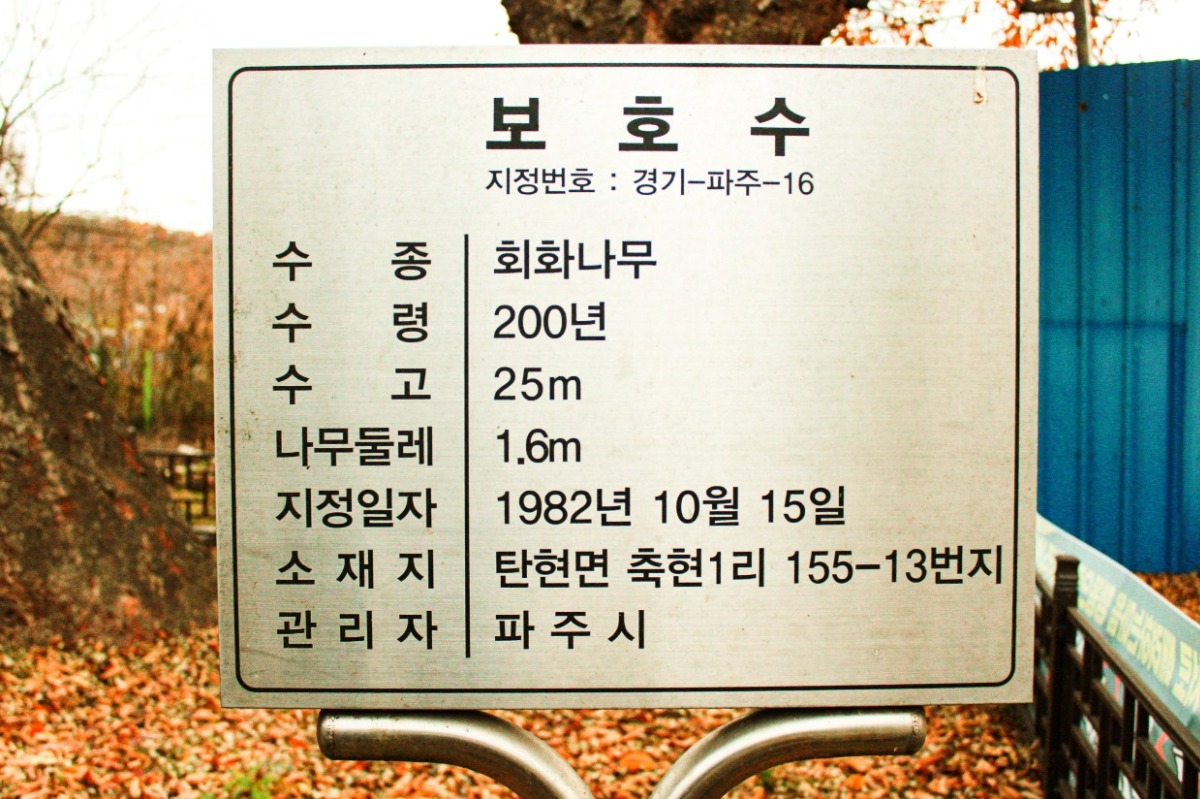 보 호 수
지정번호 : 경기-파주-16
수 종 회화나무
수 령 200년
수 고 25m
나무둘레 1.6m
지정일자 1982년 10월 15일
소 재 지 탄현면 축현1리 155-13번지
관 리 자 파 주 시